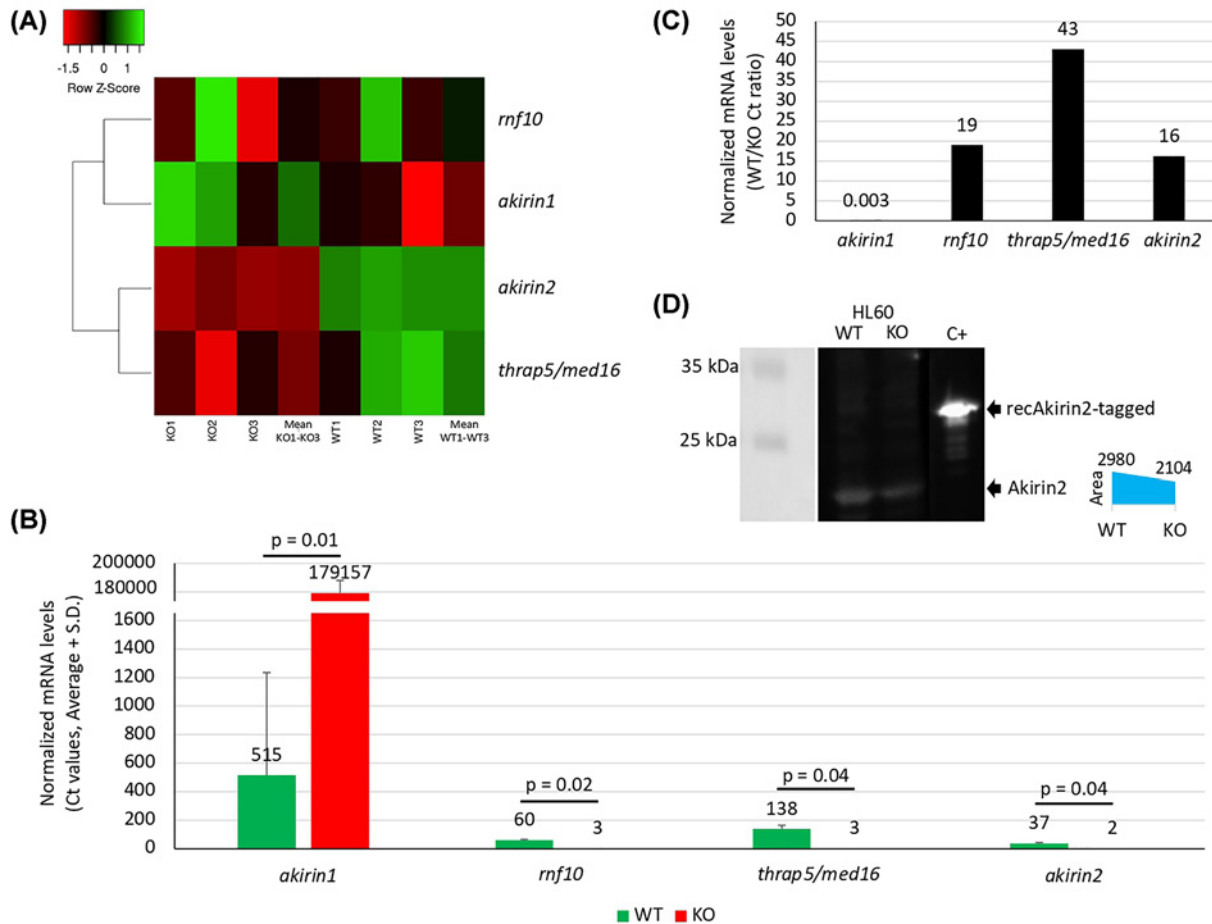 (A)
-1.5 0 1
Row Z-Score
rnf10
akirin1
akirin2
thrap5/med16
KO1
KO2
KO3
Mean
KO1-KO3
WT1
WT2
WT3
Mean
WT1-WT3
(C)
Normalized mRNA levels
(WT/KO Ct ratio)
50
45
40
35
30
25
20
15
10
5
0
0.003
19
43
16
akirin1
rnf10
thrap5/med16
akirin2
(D)
HL60
WT KO C+
35 kDa
25 kDa
recAkirin2-tagged
Akirin2
Area
2980
2104
WT
KO
(B)
Normalized mRNA levels
(Ct values, Average + S.D.)
200000
180000
1600
1400
1200
1000
800
600
400
200
0
p = 0.01
179157
515
p = 0.02
60
3
p = 0.04
138
3
p = 0.04
37
2
akirin1
rnf10
thrap5/med16
akirin2
WT KO